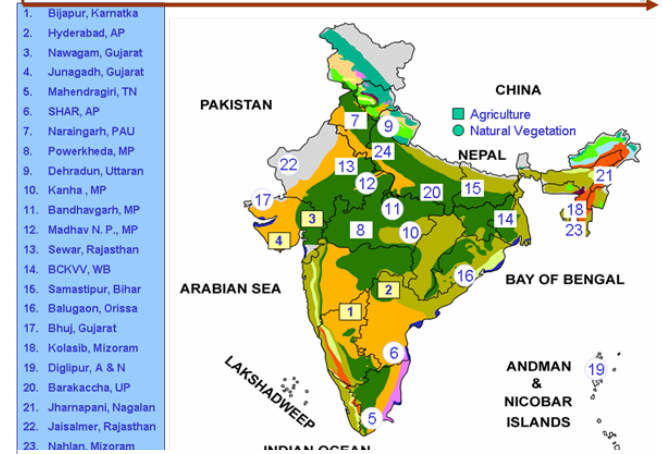 1. Bijapur, Karnatka
2. Hyderabad, AP
3. Nawagam, Gujarat
4. Junagadh, Gujarat
5. Mahendragiri, TN
6. SHAR, AP
7. Naraingarh, PAU
8. Powerkheda, MP
9. Dehradun, Uttaran
10. Kanha , MP
11. Bandhavgarh, MP
12. Madhav N. P., MP
13. Sewar, Rajasthan
14. BCKVV, WB
15. Samastipur, Bihar
16. Balugaon, Orissa
17. Bhuj, Gujarat
18. Kolasib, Mizoram
19. Diglipur, A & N
20. Barakaccha, UP
21. Jharnapani, Nagalan
22. Jaisalmer, Rajasthan
23. Nahlan, Mizoram
CHINA
PAKISTAN
Agriculture
Natural Vegetation
7
9
24
NEPAL
22
13
12
21
20
15
17
11
18
3
14
8
10
23
4
16
BAY OF BENGAL
ARABIAN SEA
2
1
6
ANDMAN
19
&
NICOBAR
ISLANDS
LAKSHADWEEP
5
INDIAN OCEAN